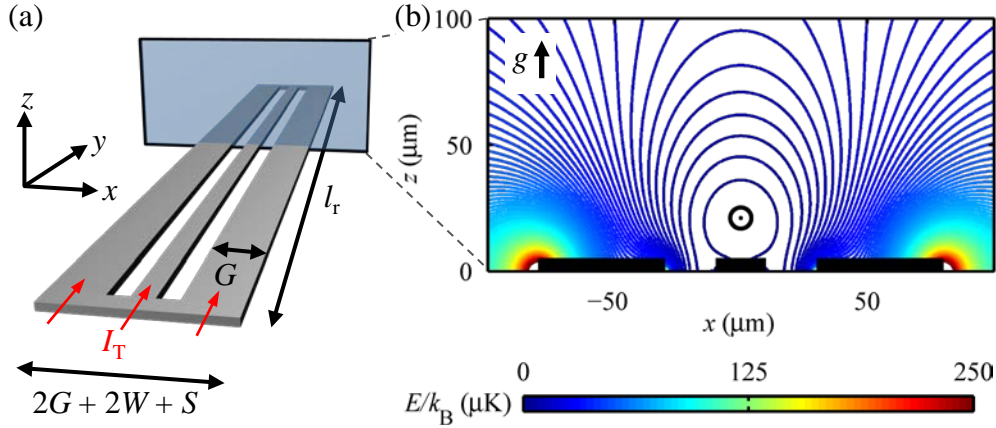 (a)
z
y
x
l_r
G
I_T
2G + 2W + S
(b)
g
z (μm)
100
50
0
−50
50
x (μm)
0
125
250
E/k_B (μK)